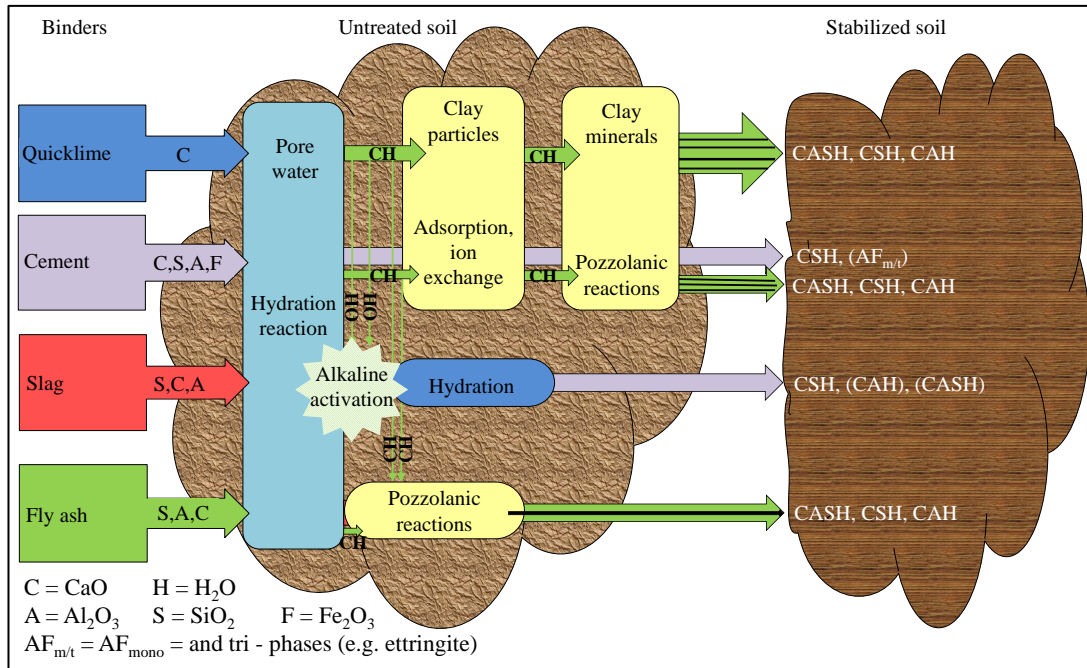 Binders
Untreated soil
Stabilized soil
Quicklime
C
Pore
water
CH
Clay
particles
CH
Clay
minerals
CASH, CSH, CAH
Cement
C,S,A,F
Hydration
reaction
CH
Adsorption,
ion
exchange
CH
Pozzolanic
reactions
CSH, (AFm/t)
CASH, CSH, CAH
HO
HO
Slag
S,C,A
Alkaline
activation
Hydration
CSH, (CAH), (CASH)
CH
CH
Fly ash
S,A,C
CH
Pozzolanic
reactions
CASH, CSH, CAH
C = CaO H = H₂O
A = Al₂O₃ S = SiO₂ F = Fe₂O₃
AFm/t = AFmono = and tri - phases (e.g. ettringite)